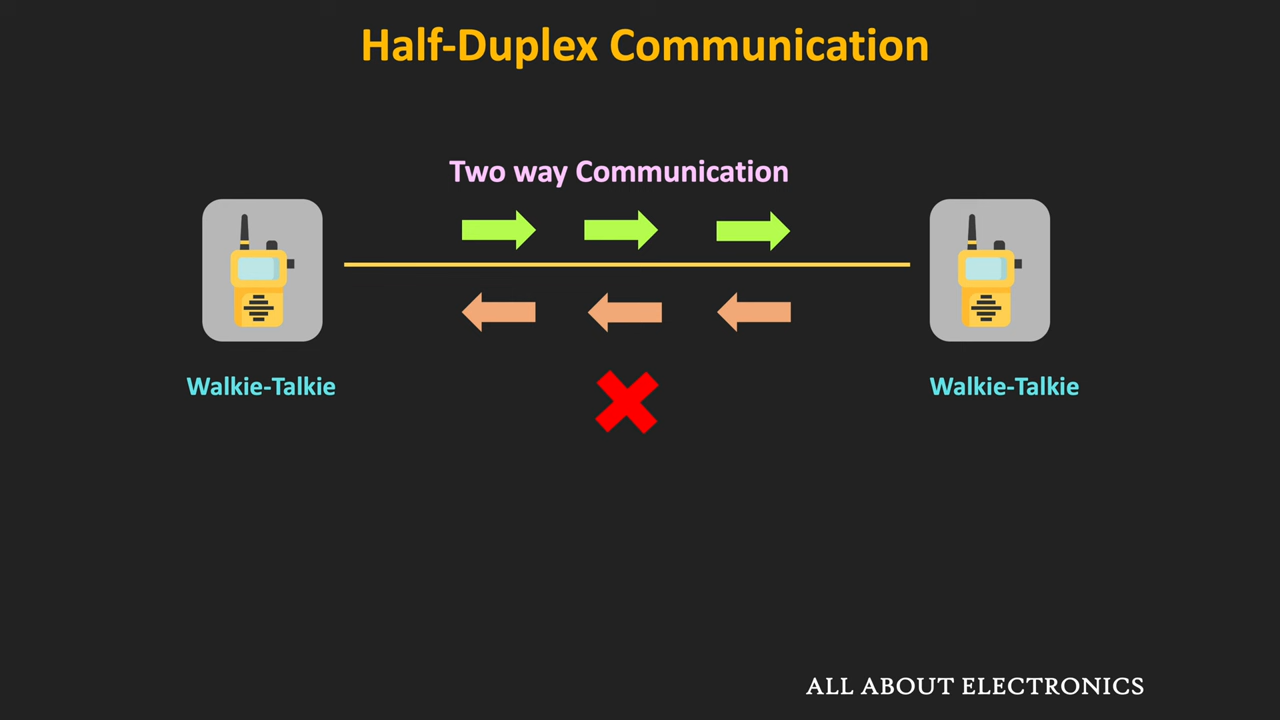 Half-Duplex Communication
Two way Communication
Walkie-Talkie
Walkie-Talkie
ALL ABOUT ELECTRONICS